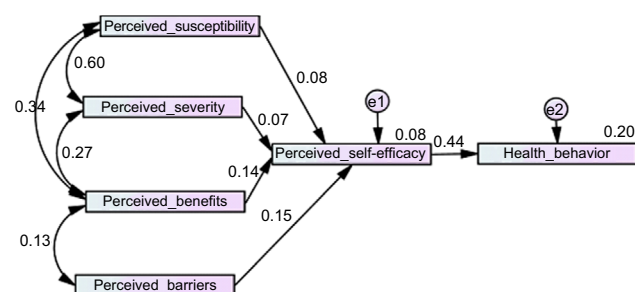 Perceived_susceptibility
0.60
0.08
0.34
Perceived_severity
0.07
e1
e2
0.08
0.44
0.20
0.27
Perceived_self-efficacy
Health_behavior
0.14
Perceived_benefits
0.15
0.13
Perceived_barriers